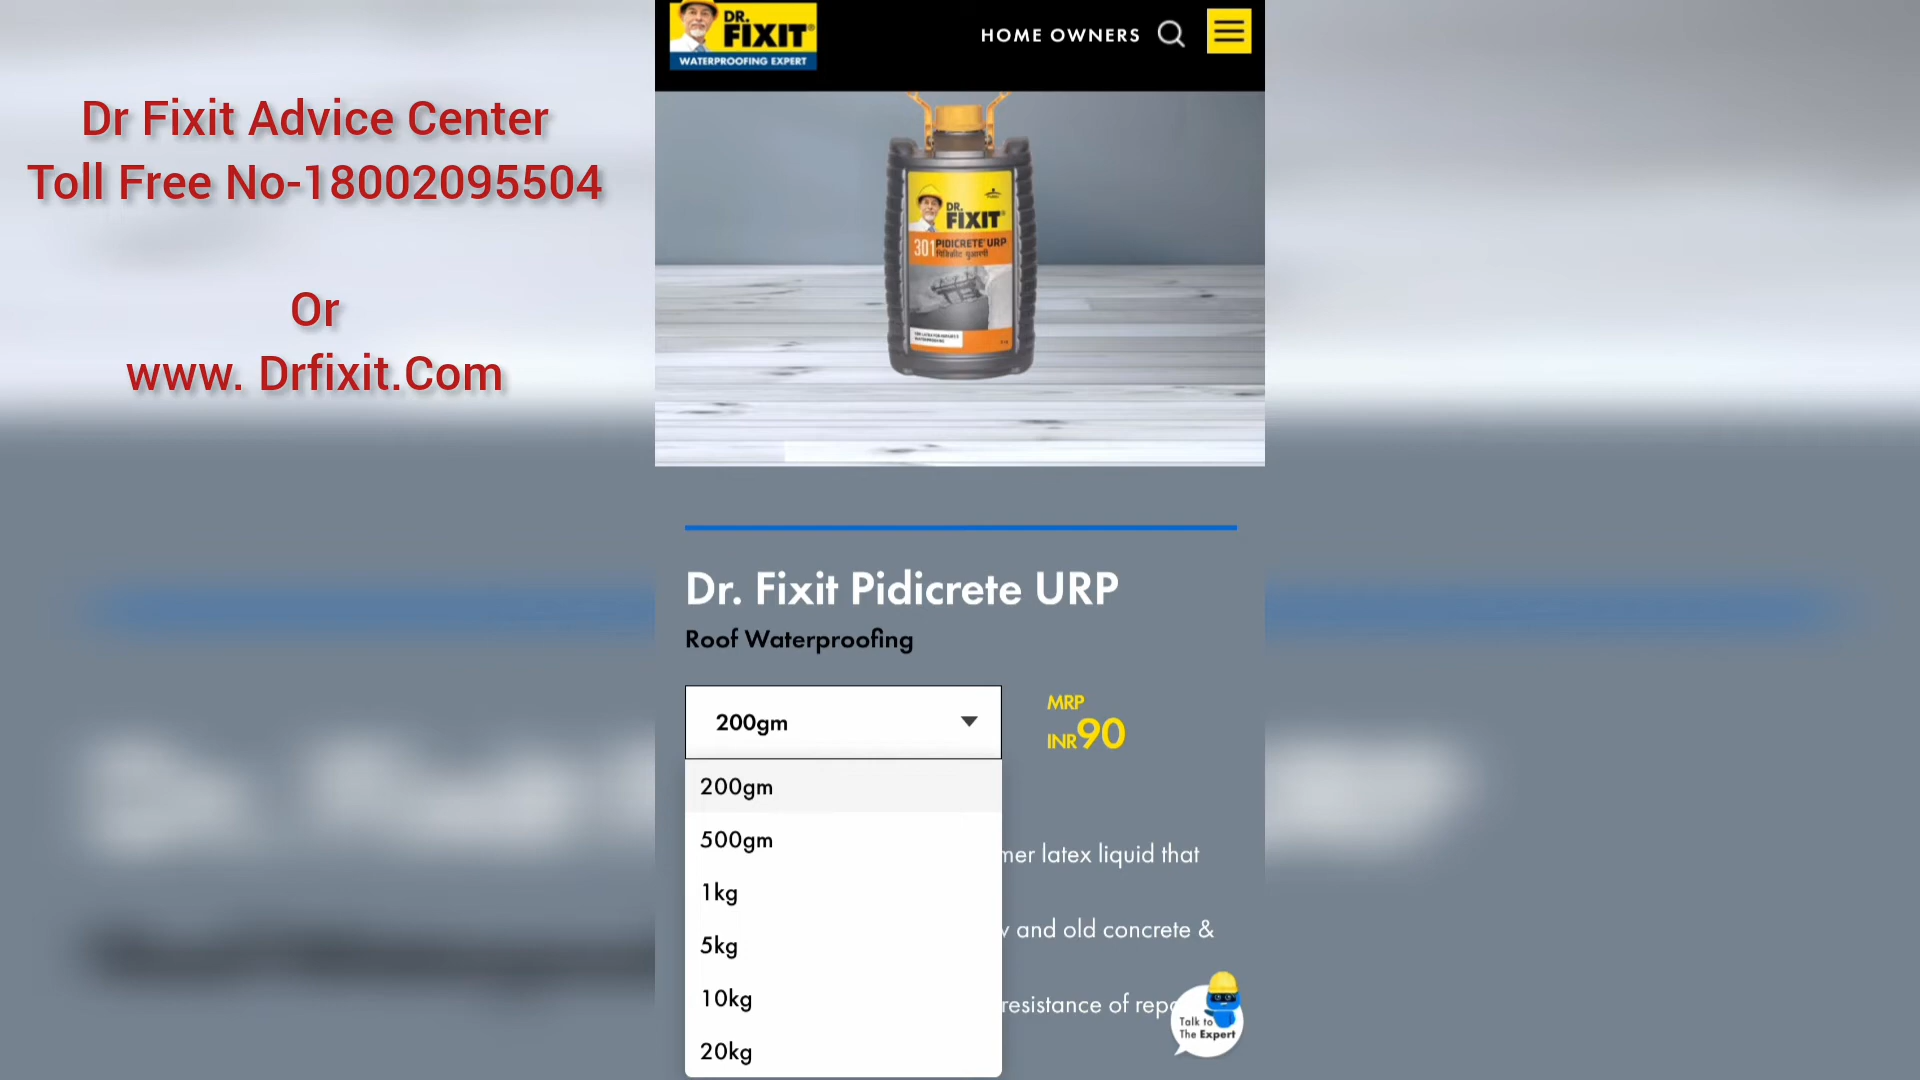 Dr Fixit Advice Center
Toll Free No-18002095504
Or
www. Drfixit.Com
DR.
FIXIT®
WATERPROOFING EXPERT
HOME OWNERS
DR.
FIXIT®
301 PIDICRETE® URP
पिडिक्रीट यूआरपी
Dr. Fixit Pidicrete URP
Roof Waterproofing
200gm
MRP
INR90
200gm
500gm
1kg
5kg
10kg
20kg
mer latex liquid that
and old concrete &
resistance of repa
Talk to
The Expert